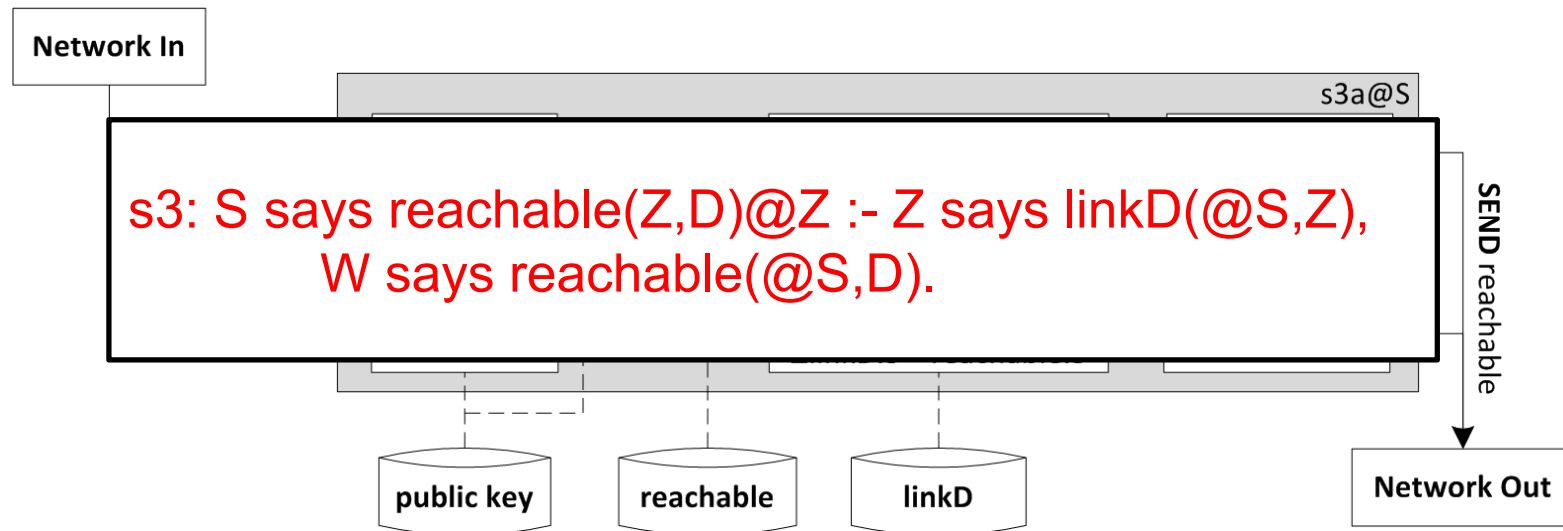 Network In
s3a@S
s3: S says reachable(Z,D)@Z :- Z says linkD(@S,Z),
W says reachable(@S,D).
SEND reachable
public key
reachable
linkD
Network Out